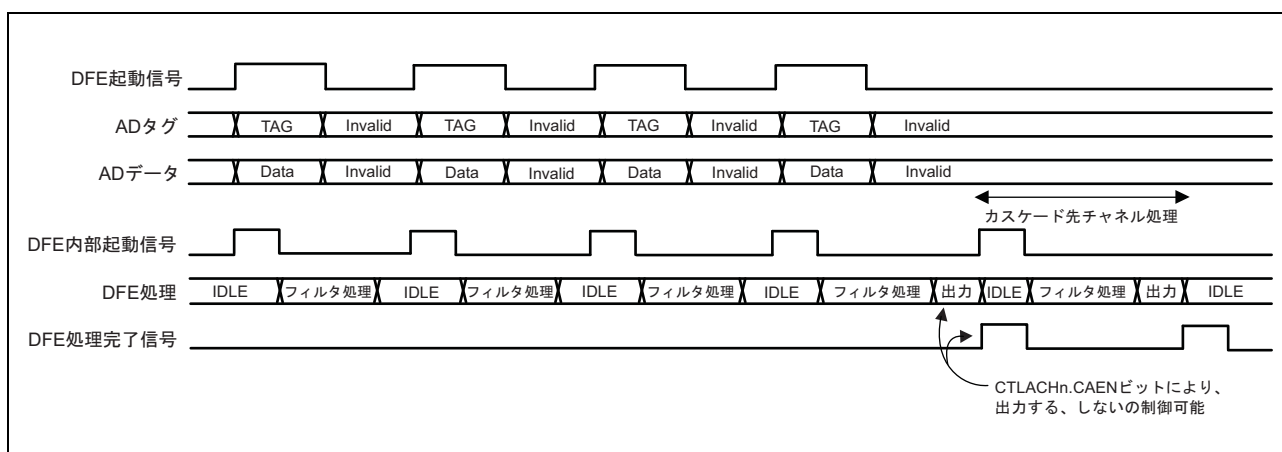 DFE起動信号
ADタグ TAG Invalid TAG Invalid TAG Invalid TAG Invalid
ADデータ Data Invalid Data Invalid Data Invalid Data Invalid
カスケード先チャネル処理
DFE内部起動信号
DFE処理 IDLE フィルタ処理 IDLE フィルタ処理 IDLE フィルタ処理 IDLE フィルタ処理 出力 IDLE フィルタ処理 出力 IDLE
DFE処理完了信号
CTLACHn.CAENビットにより、
出力する、しないの制御可能